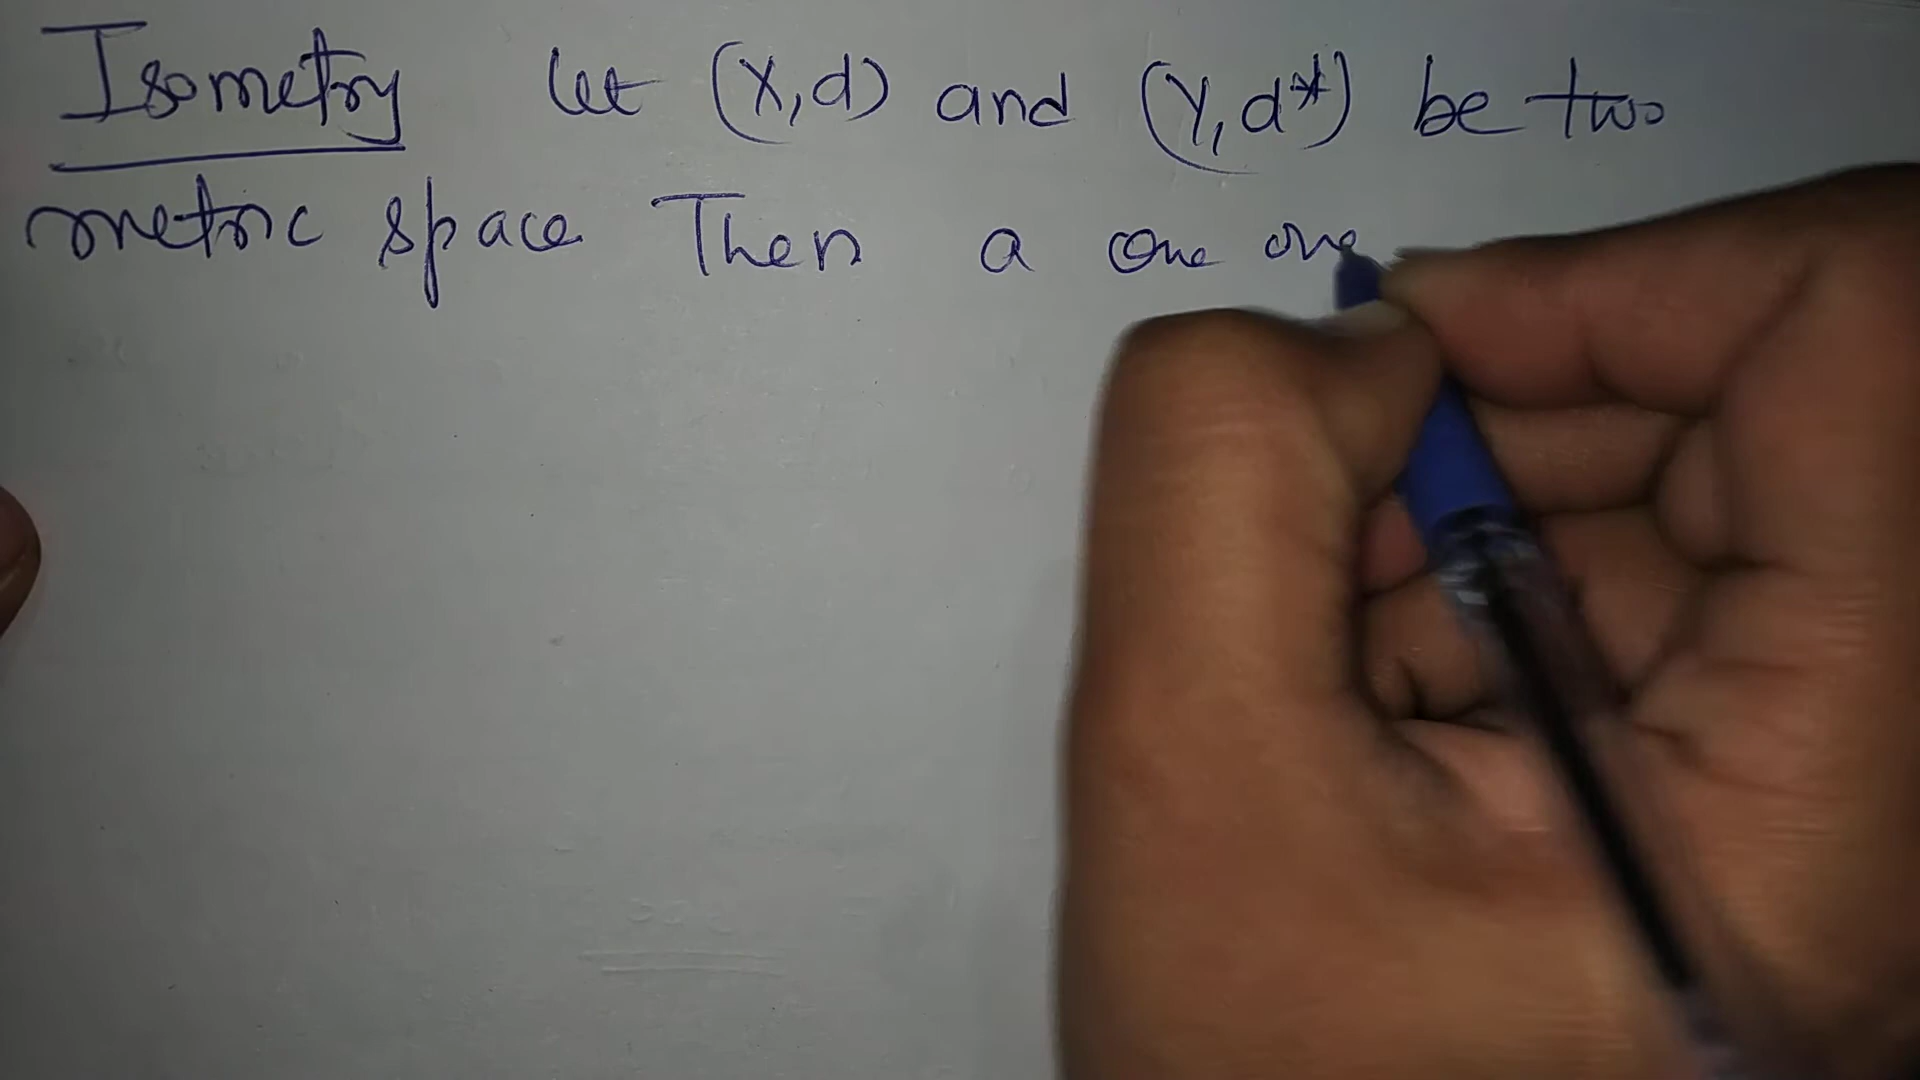 Isometry let (X,d) and (Y,d*) be two
metric space Then a one one